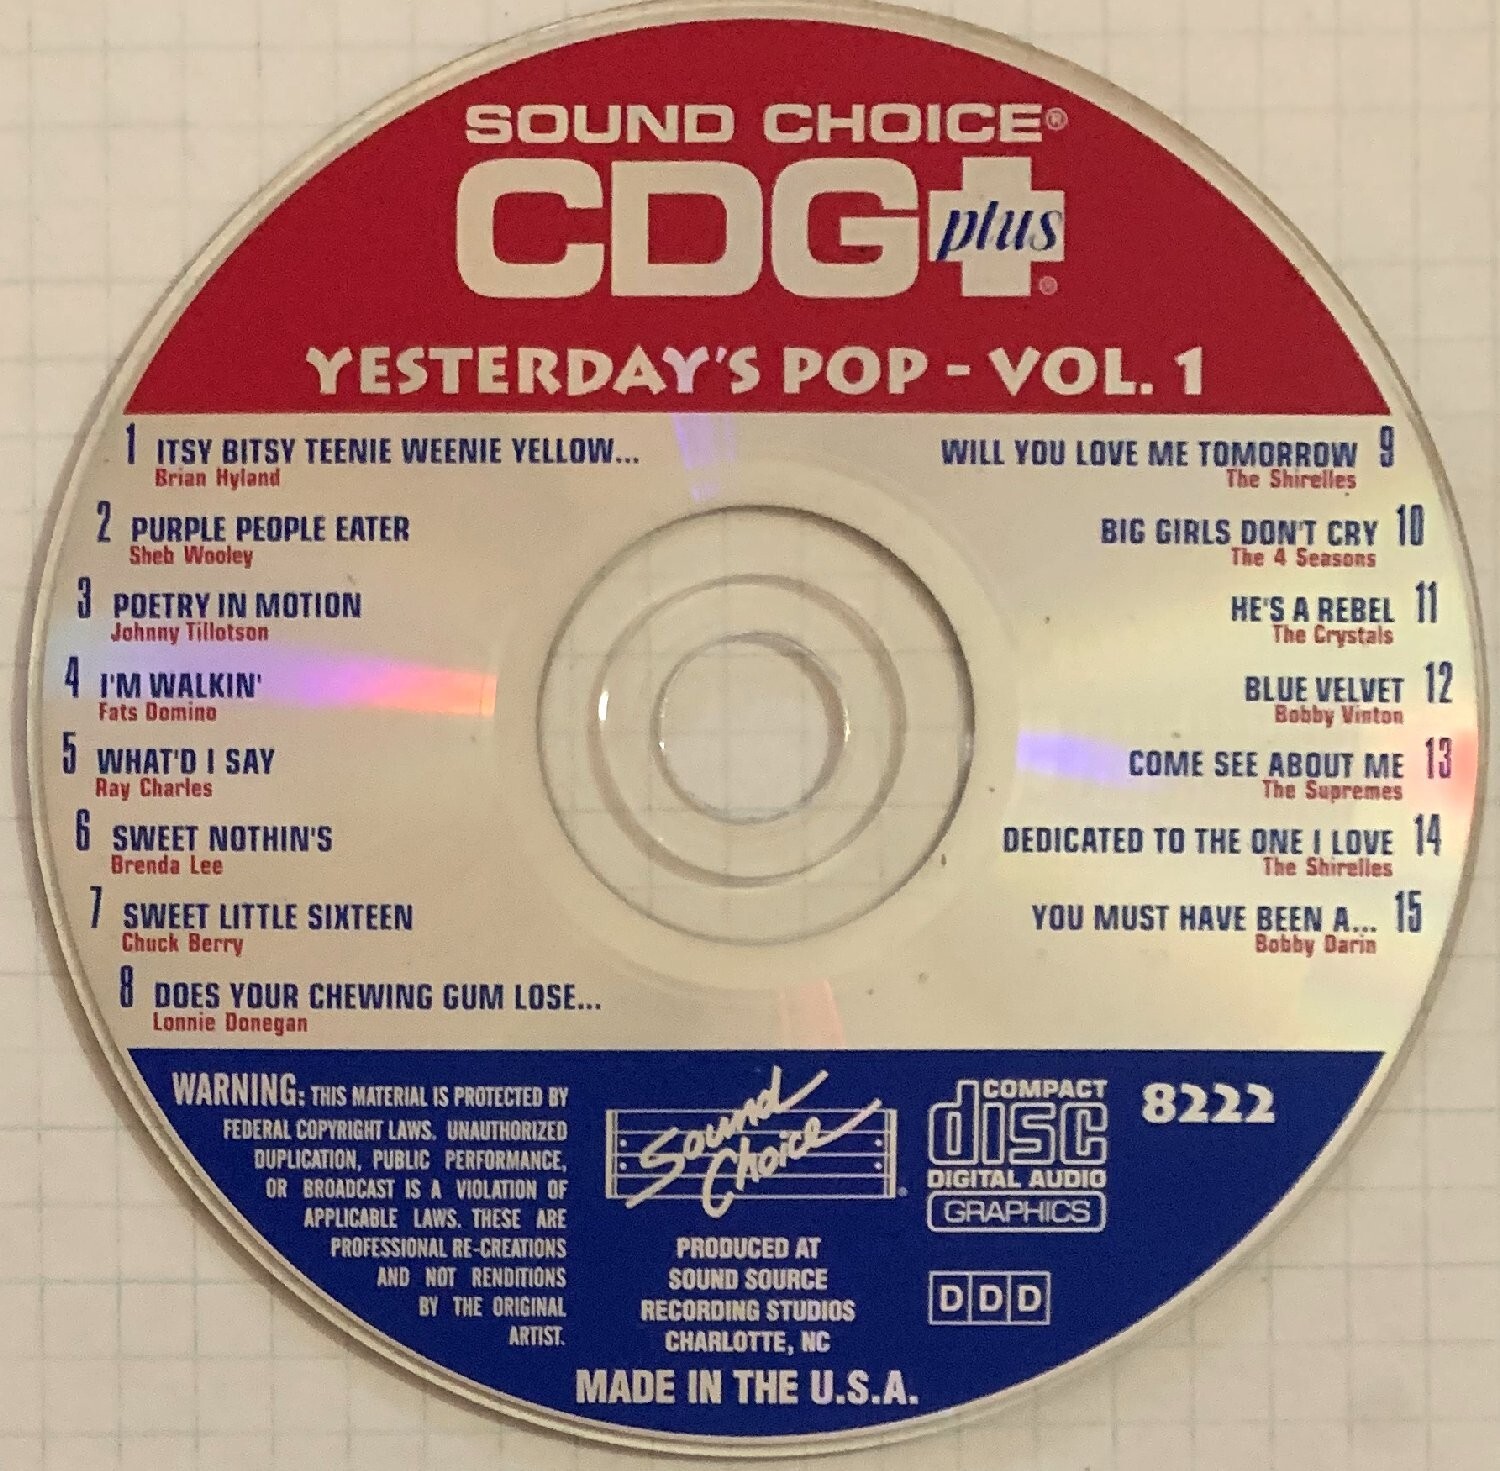 SOUND CHOICE®
CDG plus®
YESTERDAY'S POP - VOL. 1
1 ITSY BITSY TEENIE WEENIE YELLOW...
Brian Hyland
2 PURPLE PEOPLE EATER
Sheb Wooley
3 POETRY IN MOTION
Johnny Tillotson
4 I'M WALKIN'
Fats Domino
5 WHAT'D I SAY
Ray Charles
6 SWEET NOTHIN'S
Brenda Lee
7 SWEET LITTLE SIXTEEN
Chuck Berry
8 DOES YOUR CHEWING GUM LOSE...
Lonnie Donegan
WILL YOU LOVE ME TOMORROW 9
The Shirelles
BIG GIRLS DON'T CRY 10
The 4 Seasons
HE'S A REBEL 11
The Crystals
BLUE VELVET 12
Bobby Vinton
COME SEE ABOUT ME 13
The Supremes
DEDICATED TO THE ONE I LOVE 14
The Shirelles
YOU MUST HAVE BEEN A... 15
Bobby Darin
WARNING: THIS MATERIAL IS PROTECTED BY
FEDERAL COPYRIGHT LAWS. UNAUTHORIZED
DUPLICATION, PUBLIC PERFORMANCE,
OR BROADCAST IS A VIOLATION OF
APPLICABLE LAWS. THESE ARE
PROFESSIONAL RE-CREATIONS
AND NOT RENDITIONS
BY THE ORIGINAL
ARTIST.
Sound
Choice®
PRODUCED AT
SOUND SOURCE
RECORDING STUDIOS
CHARLOTTE, NC
COMPACT
disc
DIGITAL AUDIO
GRAPHICS
DDD
8222
MADE IN THE U.S.A.